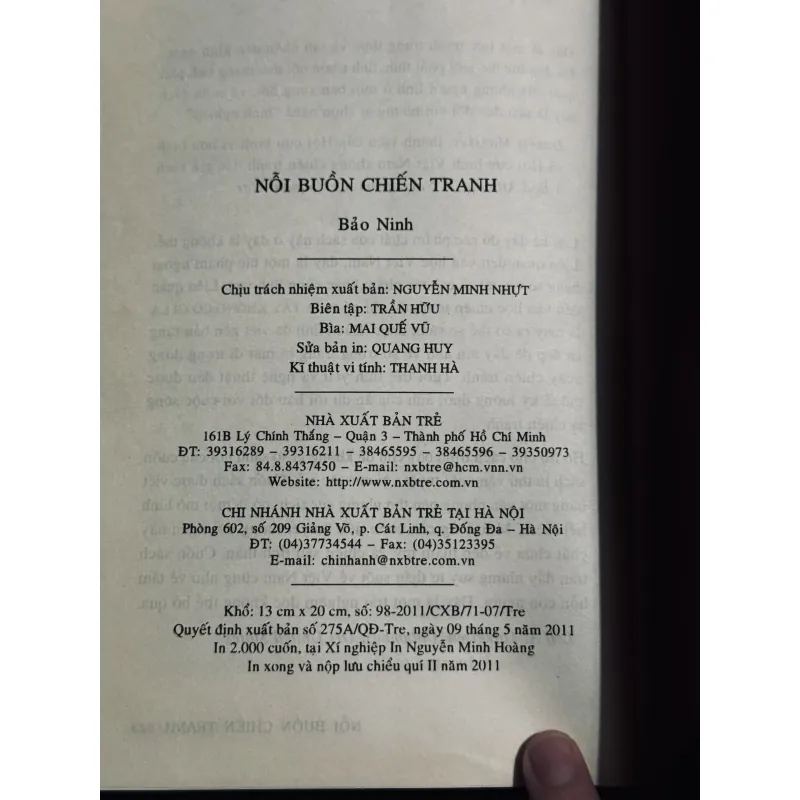 NỖI BUỒN CHIẾN TRANH
Bảo Ninh
Chịu trách nhiệm xuất bản: NGUYỄN MINH NHỰT
Biên tập: TRẦN HỮU
Bìa: MAI QUẾ VŨ
Sửa bản in: QUANG HUY
Kĩ thuật vi tính: THANH HÀ
NHÀ XUẤT BẢN TRẺ
161B Lý Chính Thắng – Quận 3 – Thành phố Hồ Chí Minh
ĐT: 39316289 – 39316211 – 38465595 – 38465596 – 39350973
Fax: 84.8.8437450 – E-mail: nxbtre@hcm.vnn.vn
Website: http://www.nxbtre.com.vn
CHI NHÁNH NHÀ XUẤT BẢN TRẺ TẠI HÀ NỘI
Phòng 602, số 209 Giảng Võ, p. Cát Linh, q. Đống Đa – Hà Nội
ĐT: (04)37734544 – Fax: (04)35123395
E-mail: chinhanh@nxbtre.com.vn
Khổ: 13 cm x 20 cm, số: 98-2011/CXB/71-07/Tre
Quyết định xuất bản số 275A/QĐ-Tre, ngày 09 tháng 5 năm 2011
In 2.000 cuốn, tại Xí nghiệp In Nguyễn Minh Hoàng
In xong và nộp lưu chiểu quí II năm 2011